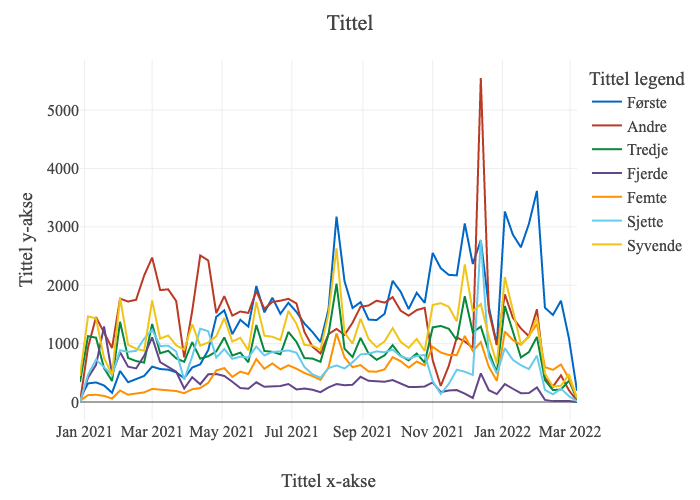 Tittel
Tittel legend
Første
Andre
Tredje
Fjerde
Femte
Sjette
Syvende
Tittel y-akse
5000
4000
3000
2000
1000
0
Jan 2021 Mar 2021 May 2021 Jul 2021 Sep 2021 Nov 2021 Jan 2022 Mar 2022
Tittel x-akse